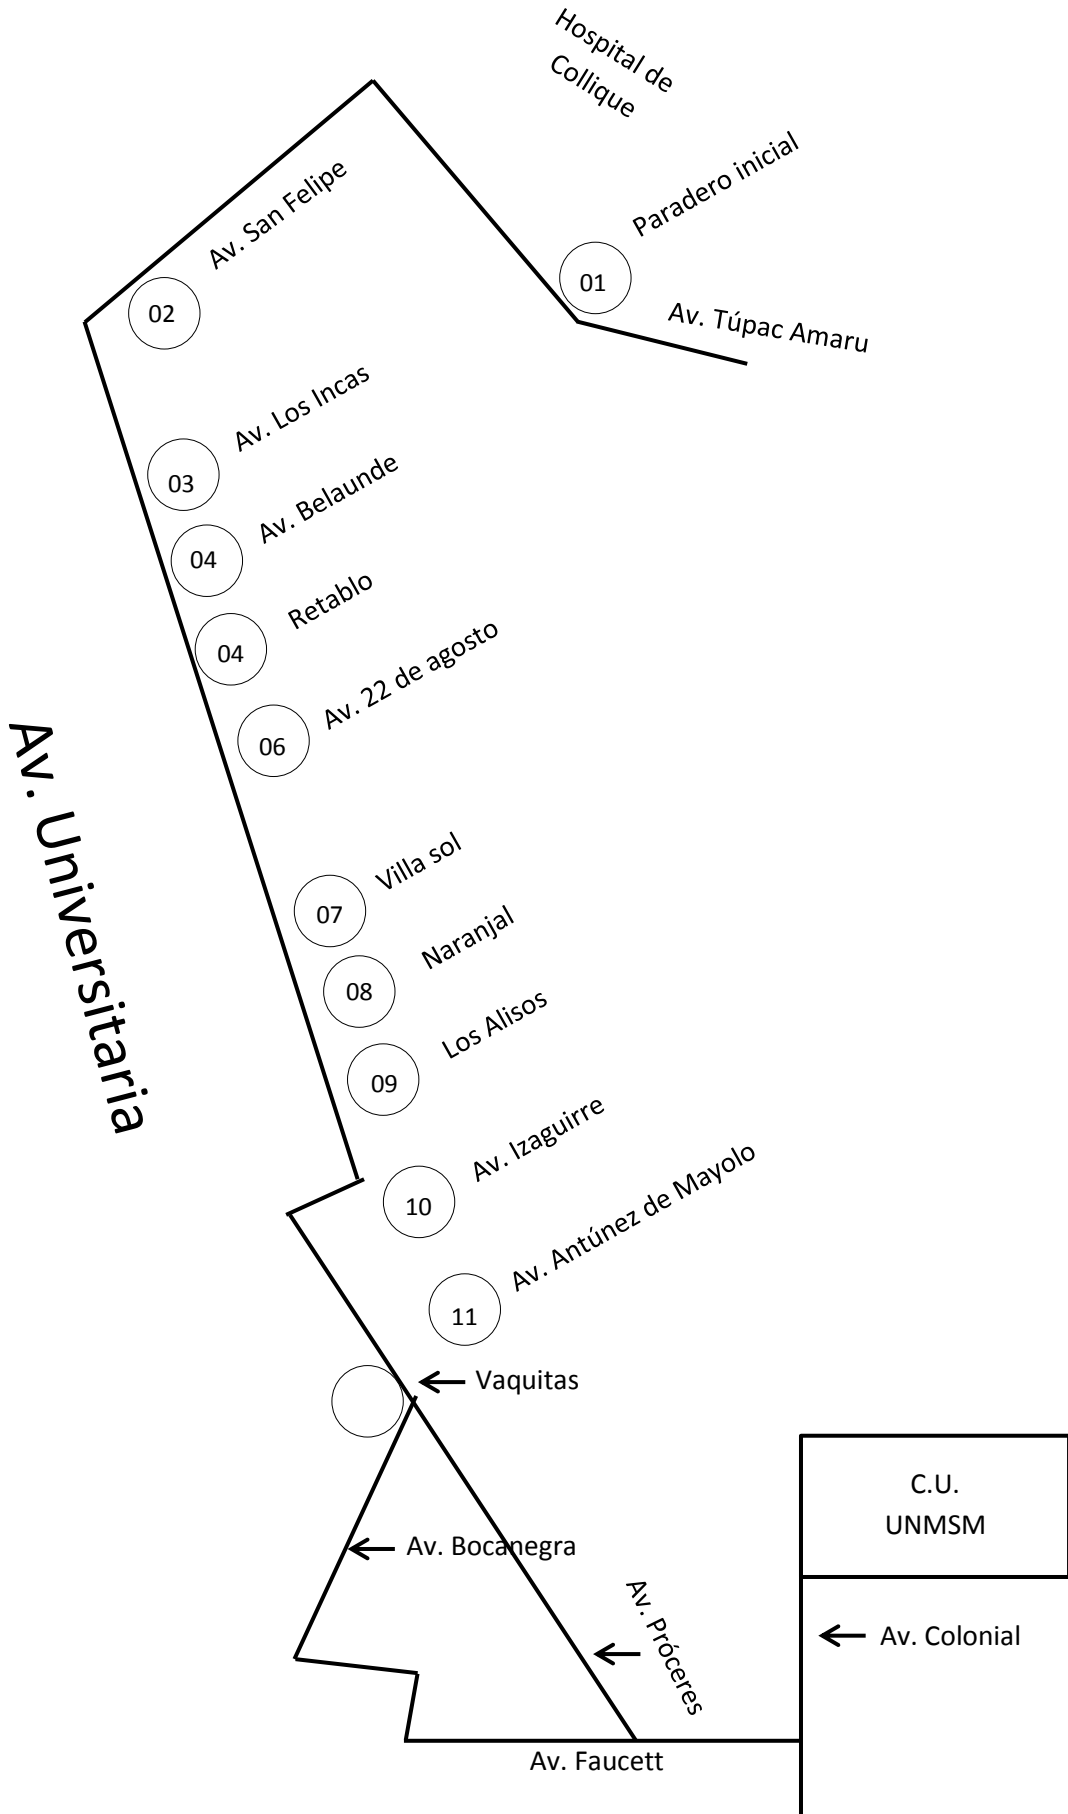 Hospital de
Collique
Paradero inicial
01
Av. Túpac Amaru
Av. San Felipe
02
Av. Los Incas
03
Av. Belaunde
04
Retablo
04
Av. 22 de agosto
06
Av. Universitaria
Villa sol
07
Naranjal
08
Los Alisos
09
Av. Izaguirre
10
Av. Antúnez de Mayolo
11
Vaquitas
C.U.
UNMSM
Av. Bocanegra
Av. Próceres
Av. Colonial
Av. Faucett